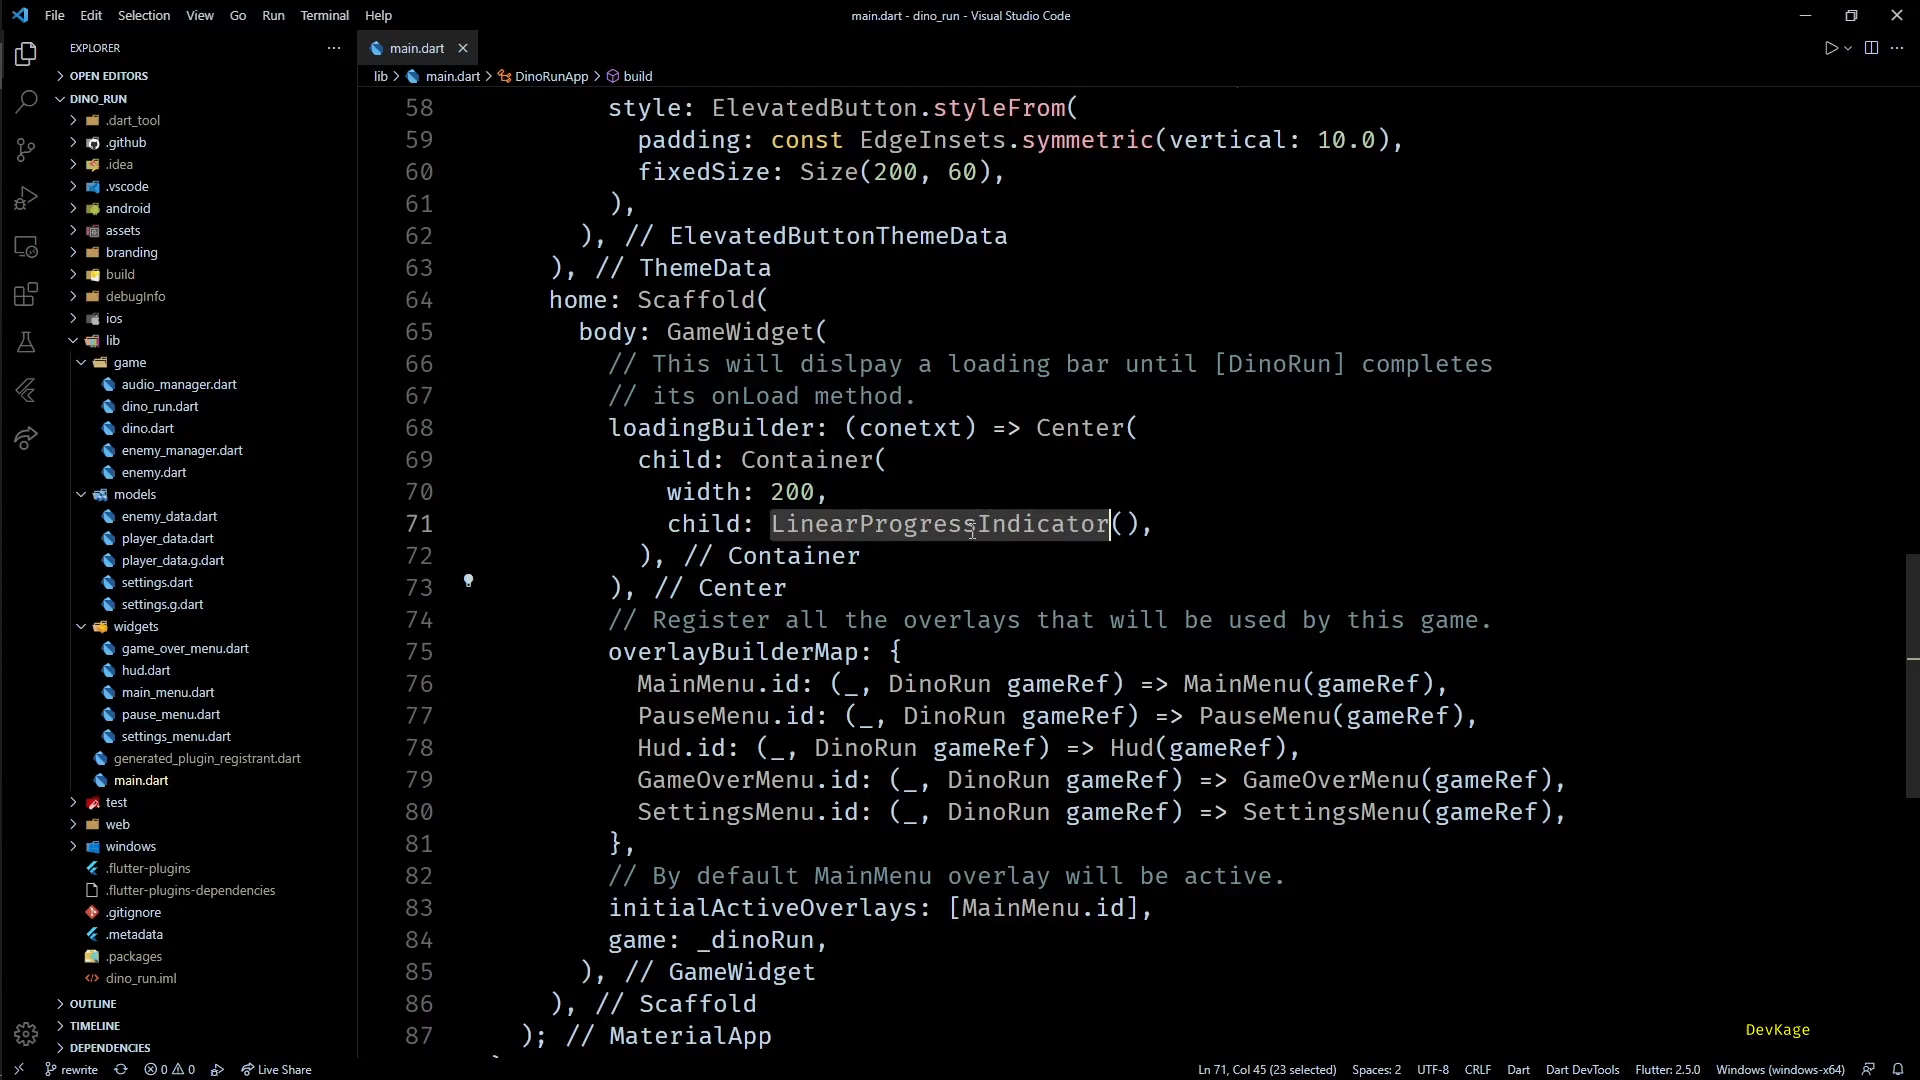 File Edit Selection View Go Run Terminal Help
main.dart - dino_run - Visual Studio Code
EXPLORER
OPEN EDITORS
DINO_RUN
.dart_tool
.github
.idea
.vscode
android
assets
branding
build
debugInfo
ios
lib
game
audio_manager.dart
dino_run.dart
dino.dart
enemy_manager.dart
enemy.dart
models
enemy_data.dart
player_data.dart
player_data.g.dart
settings.dart
settings.g.dart
widgets
game_over_menu.dart
hud.dart
main_menu.dart
pause_menu.dart
settings_menu.dart
generated_plugin_registrant.dart
main.dart
test
web
windows
.flutter-plugins
.flutter-plugins-dependencies
.gitignore
.metadata
.packages
dino_run.iml
OUTLINE
TIMELINE
DEPENDENCIES
main.dart
lib > main.dart > DinoRunApp > build
58 style: ElevatedButton.styleFrom(
59 padding: const EdgeInsets.symmetric(vertical: 10.0),
60 fixedSize: Size(200, 60),
61 ),
62 ), // ElevatedButtonThemeData
63 ), // ThemeData
64 home: Scaffold(
65 body: GameWidget(
66 // This will dislpay a loading bar until [DinoRun] completes
67 // its onLoad method.
68 loadingBuilder: (conetxt) => Center(
69 child: Container(
70 width: 200,
71 child: LinearProgressIndicator(),
72 ), // Container
73 ), // Center
74 // Register all the overlays that will be used by this game.
75 overlayBuilderMap: {
76 MainMenu.id: (_, DinoRun gameRef) => MainMenu(gameRef),
77 PauseMenu.id: (_, DinoRun gameRef) => PauseMenu(gameRef),
78 Hud.id: (_, DinoRun gameRef) => Hud(gameRef),
79 GameOverMenu.id: (_, DinoRun gameRef) => GameOverMenu(gameRef),
80 SettingsMenu.id: (_, DinoRun gameRef) => SettingsMenu(gameRef),
81 },
82 // By default MainMenu overlay will be active.
83 initialActiveOverlays: [MainMenu.id],
84 game: _dinoRun,
85 ), // GameWidget
86 ), // Scaffold
87 ); // MaterialApp
DevKage
rewrite 0 0 Live Share
Ln 71, Col 45 (23 selected) Spaces: 2 UTF-8 CRLF Dart Dart DevTools Flutter: 2.5.0 Windows (windows-x64)